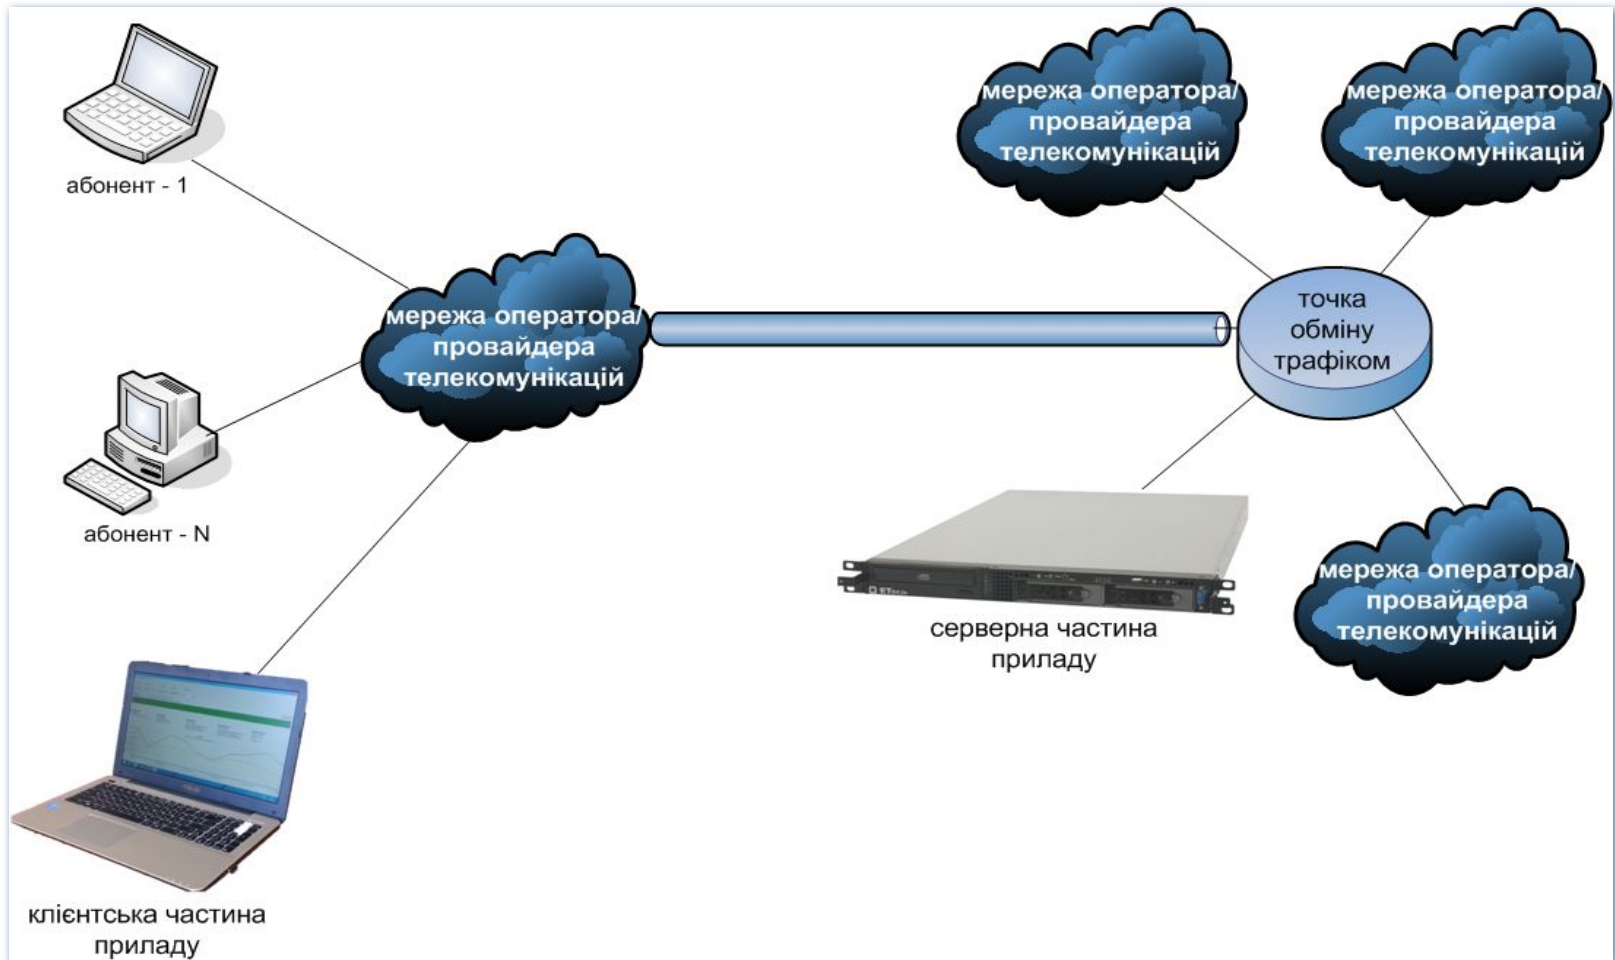 мережа оператора/
провайдера
телекомунікацій
мережа оператора/
провайдера
телекомунікацій
абонент - 1
мережа оператора/
провайдера
телекомунікацій
точка
обміну
трафіком
абонент - N
мережа оператора/
провайдера
телекомунікацій
серверна частина
приладу
клієнтська частина
приладу